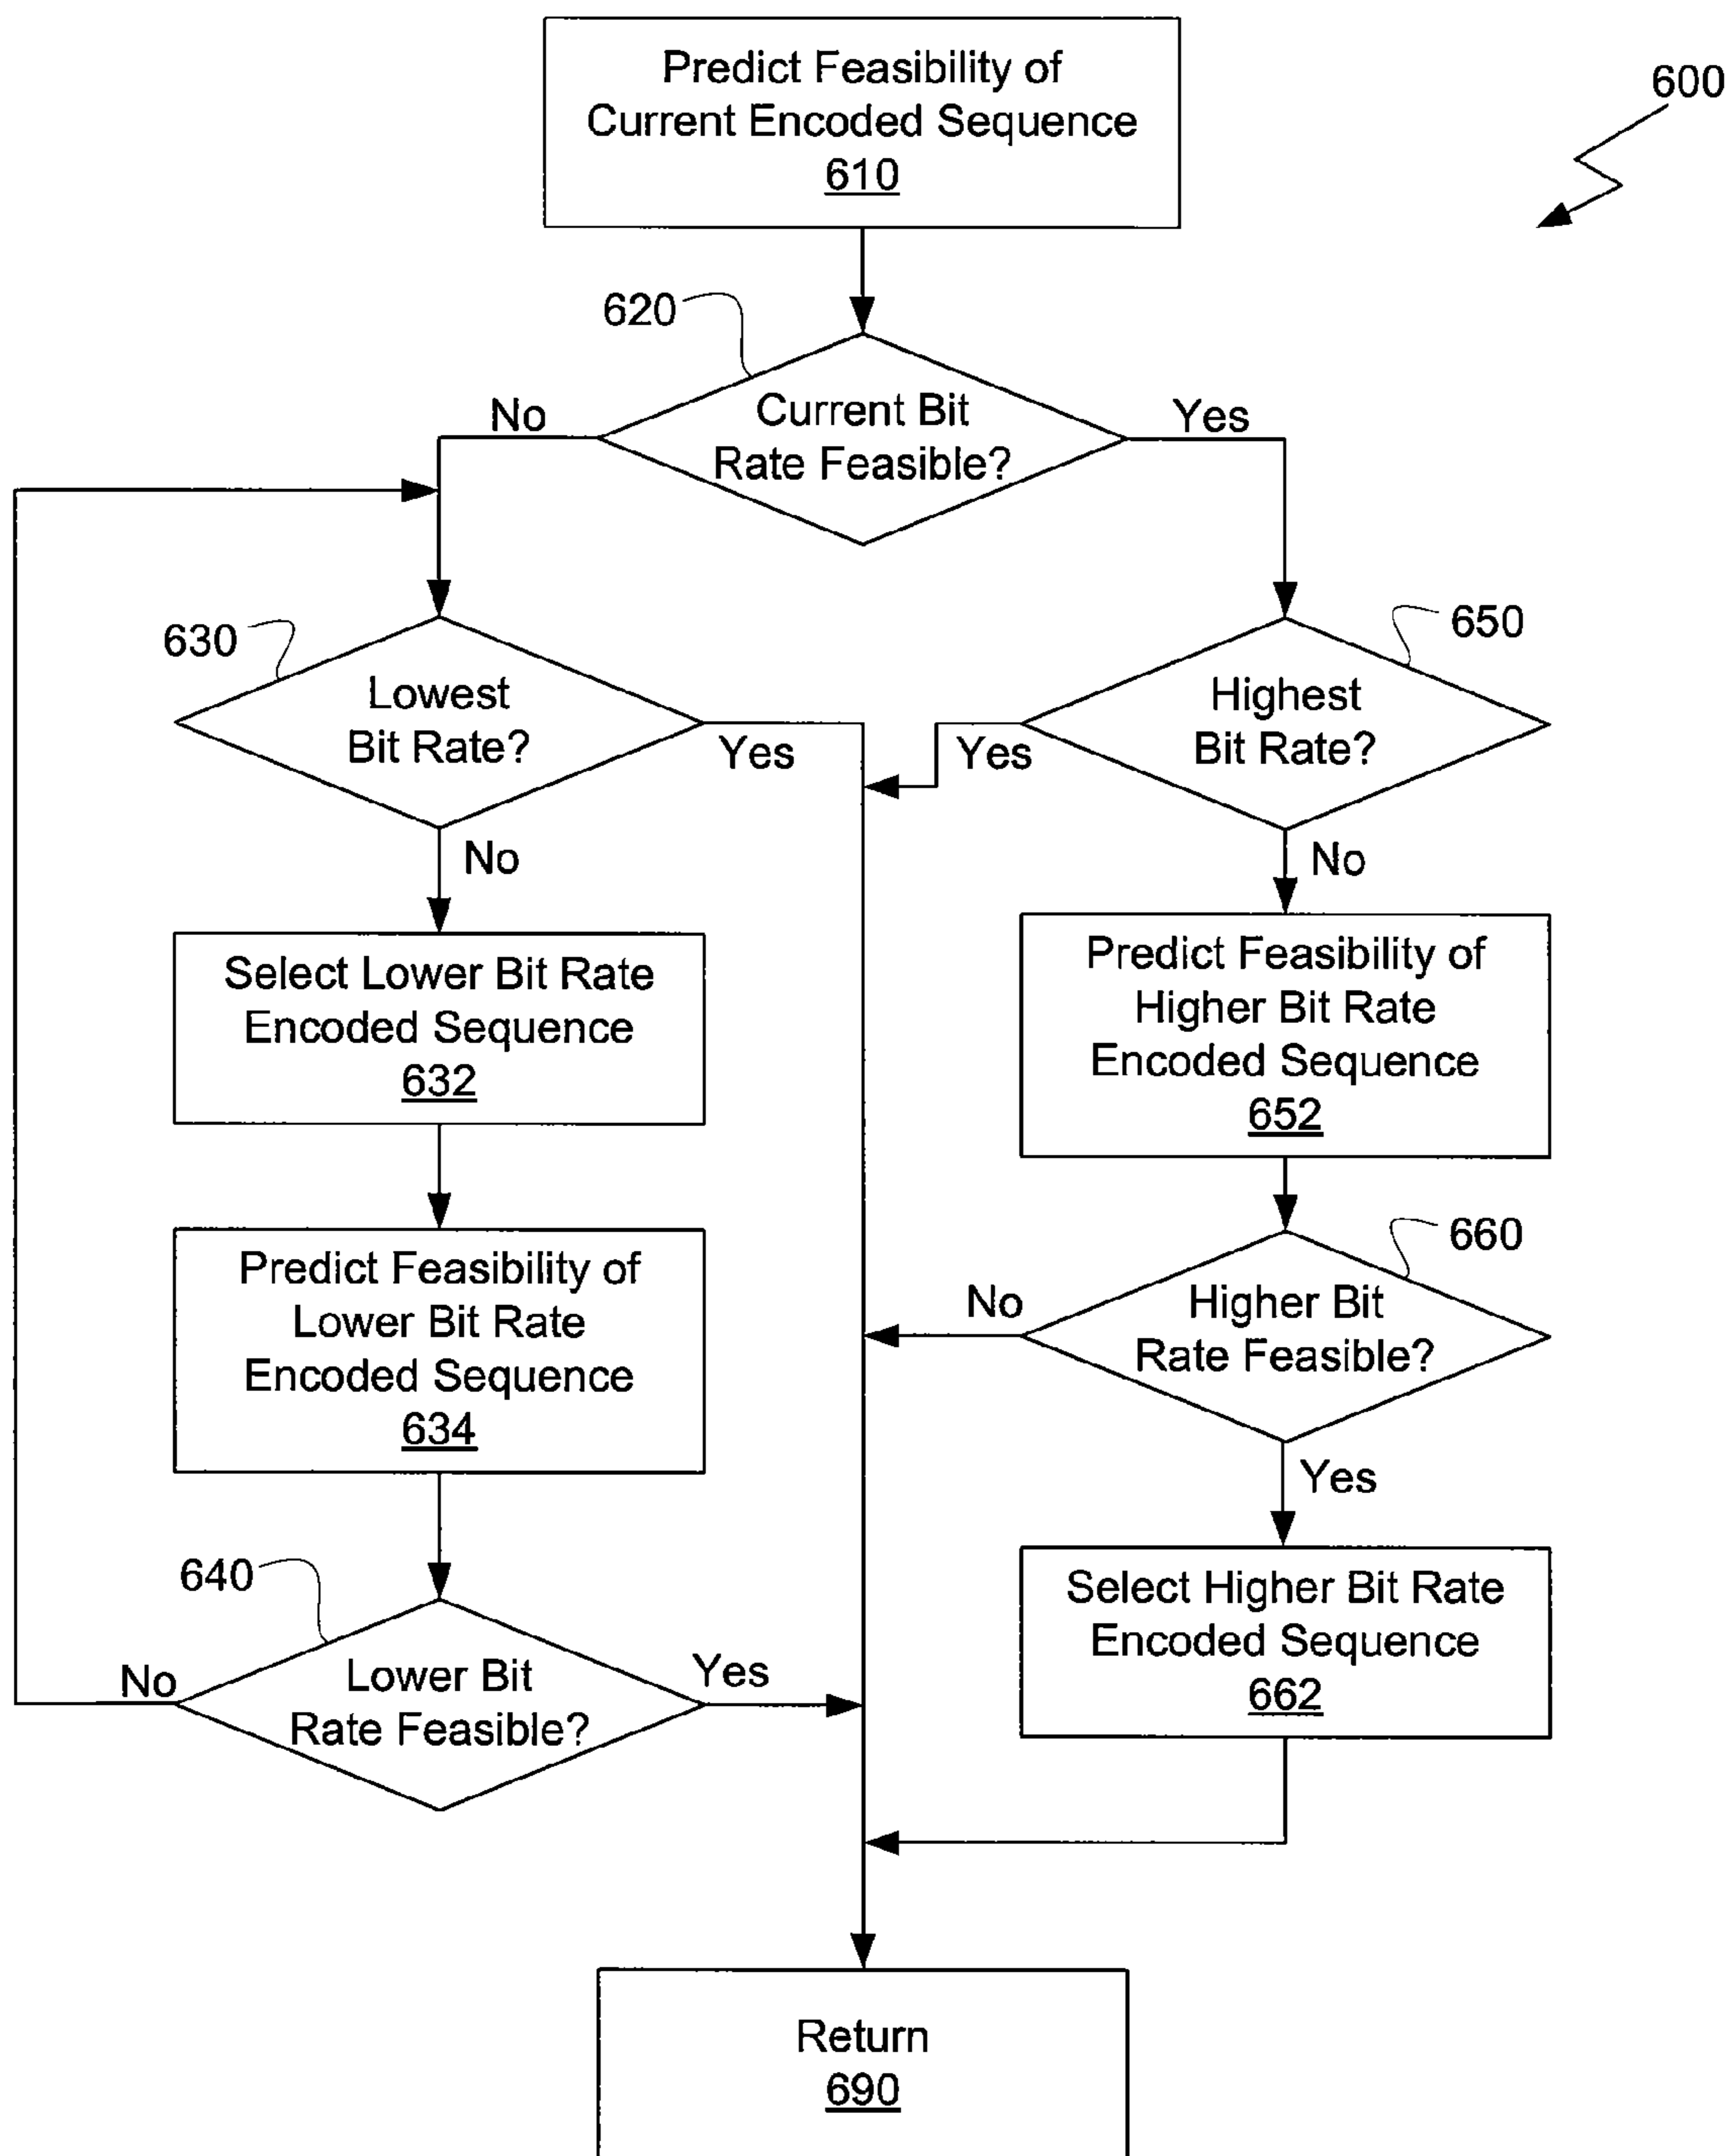 Predict Feasibility of
Current Encoded Sequence
610
600
620
Current Bit
Rate Feasible?
No
Yes
630
Lowest
Bit Rate?
Yes
No
650
Highest
Bit Rate?
Yes
No
Select Lower Bit Rate
Encoded Sequence
632
Predict Feasibility of
Higher Bit Rate
Encoded Sequence
652
Predict Feasibility of
Lower Bit Rate
Encoded Sequence
634
660
Higher Bit
Rate Feasible?
No
Yes
640
Lower Bit
Rate Feasible?
No
Yes
Select Higher Bit Rate
Encoded Sequence
662
Return
690